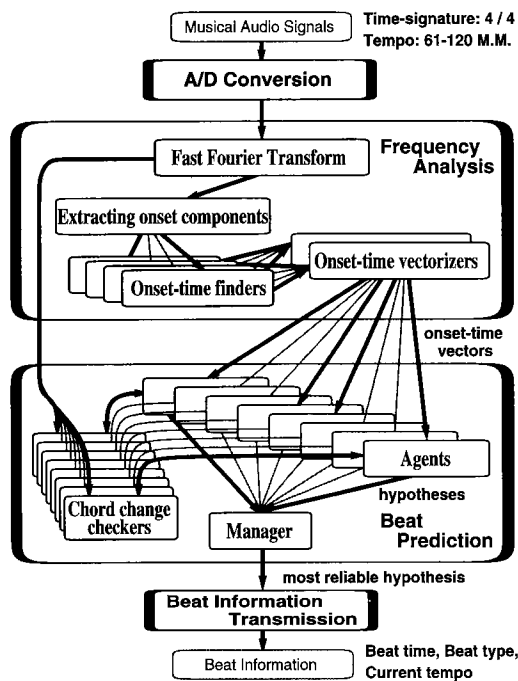 Musical Audio Signals
Time-signature: 4 / 4
Tempo: 61-120 M.M.
A/D Conversion
Frequency
Analysis
Fast Fourier Transform
Extracting onset components
Onset-time finders
Onset-time vectorizers
onset-time
vectors
Agents
hypotheses
Chord change
checkers
Manager
Beat
Prediction
most reliable hypothesis
Beat Information
Transmission
Beat Information
Beat time, Beat type,
Current tempo